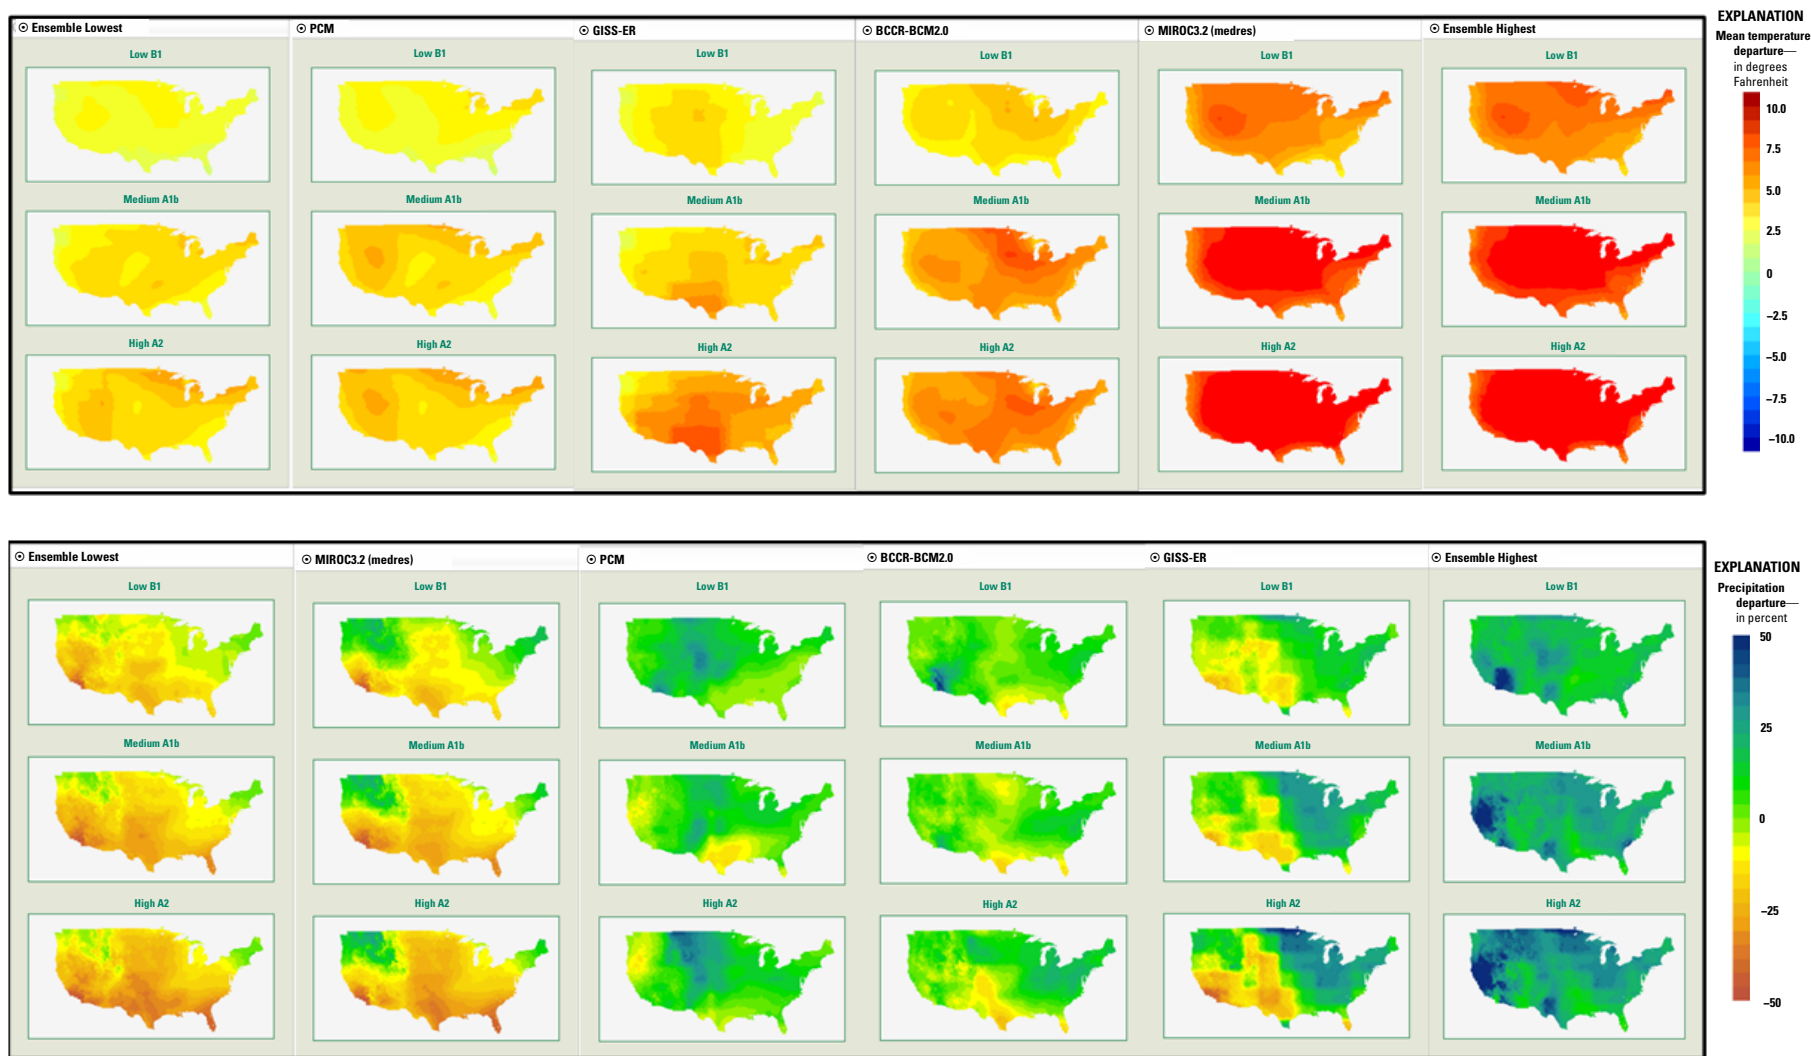 ⊙ Ensemble Lowest
⊙ PCM
⊙ GISS-ER
⊙ BCCR-BCM2.0
⊙ MIROC3.2 (medres)
⊙ Ensemble Highest
Low B1
Low B1
Low B1
Low B1
Low B1
Low B1
Medium A1b
Medium A1b
Medium A1b
Medium A1b
Medium A1b
Medium A1b
High A2
High A2
High A2
High A2
High A2
High A2
EXPLANATION
Mean temperature
departure—
in degrees
Fahrenheit
10.0
7.5
5.0
2.5
0
−2.5
−5.0
−7.5
−10.0
⊙ Ensemble Lowest
⊙ MIROC3.2 (medres)
⊙ PCM
⊙ BCCR-BCM2.0
⊙ GISS-ER
⊙ Ensemble Highest
Low B1
Low B1
Low B1
Low B1
Low B1
Low B1
Medium A1b
Medium A1b
Medium A1b
Medium A1b
Medium A1b
Medium A1b
High A2
High A2
High A2
High A2
High A2
High A2
EXPLANATION
Precipitation
departure—
in percent
50
25
0
−25
−50